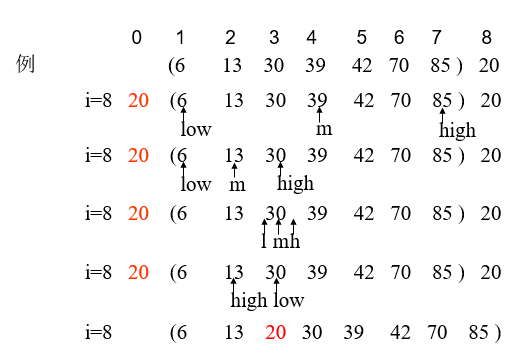 0 1 2 3 4 5 6 7 8
例 (6 13 30 39 42 70 85 ) 20
i=8 20 (6 13 30 39 42 70 85 ) 20
low m high
i=8 20 (6 13 30 39 42 70 85 ) 20
low m high
i=8 20 (6 13 30 39 42 70 85 ) 20
l m h
i=8 20 (6 13 30 39 42 70 85 ) 20
high low
i=8 (6 13 20 30 39 42 70 85 )